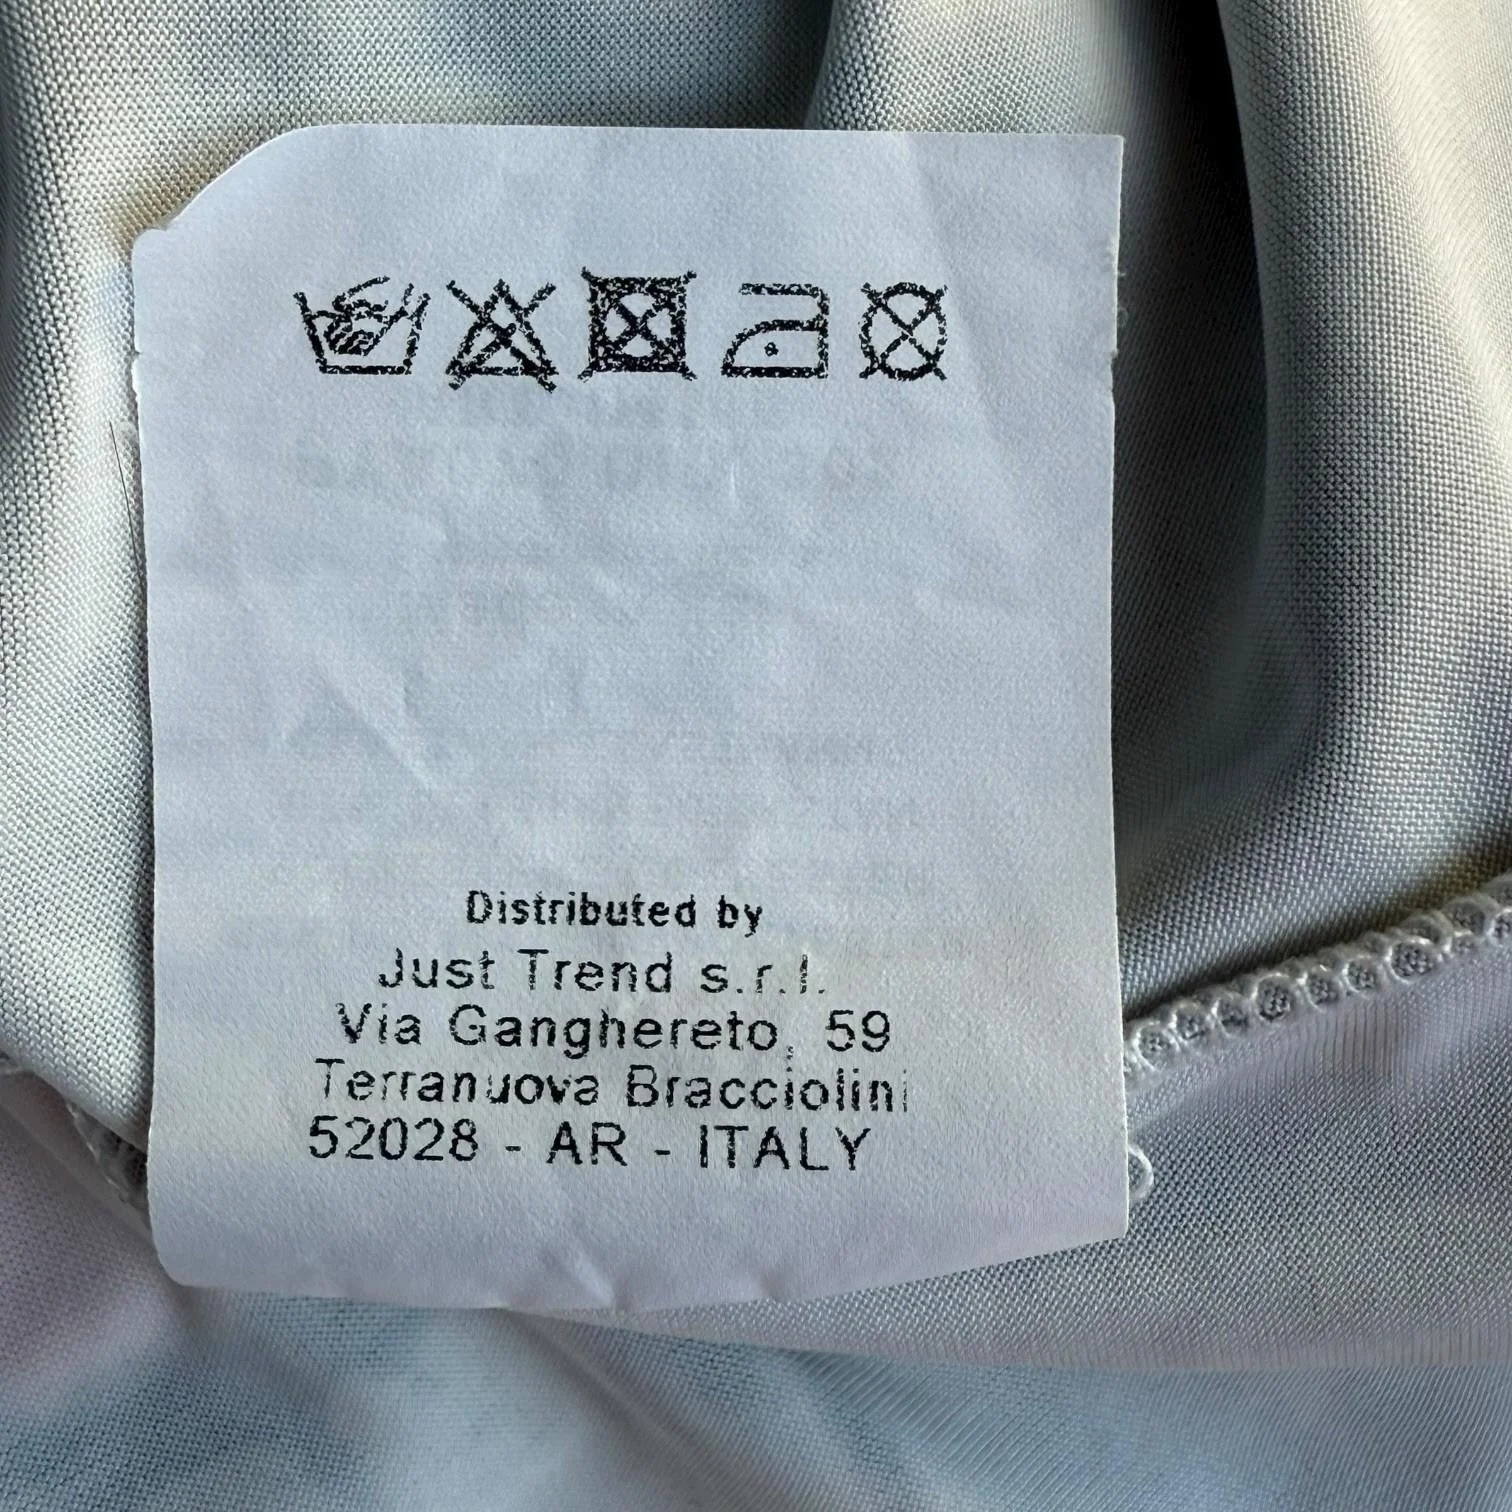 Distributed by
Just Trend s.r.l.
Via Ganghereto, 59
Terranuova Bracciolini
52028 - AR - ITALY